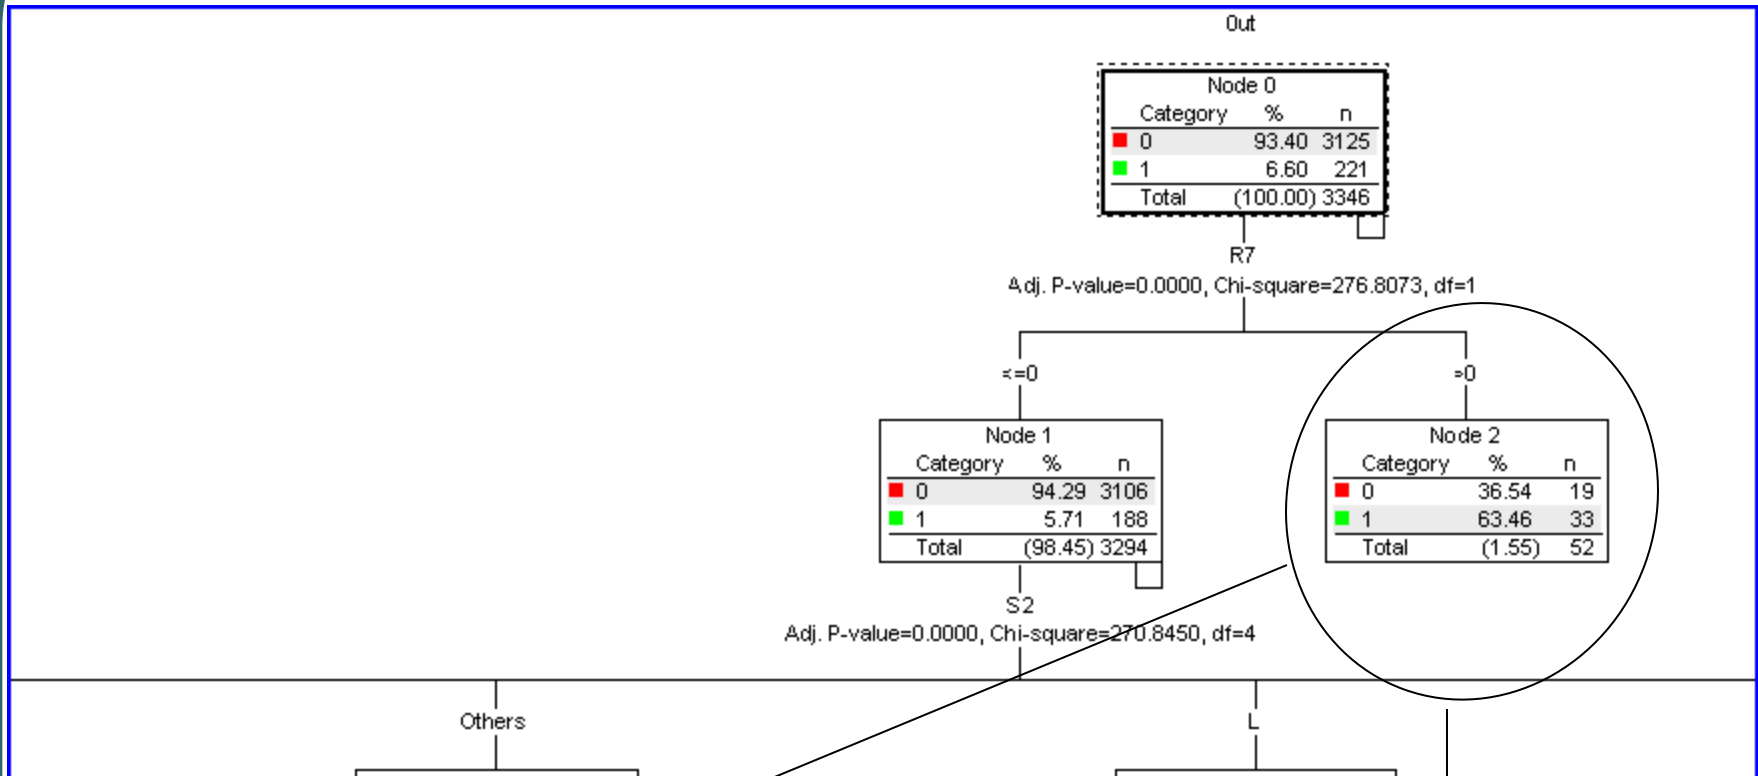 Out
Node 0
Category % n
0 93.40 3125
1 6.60 221
Total (100.00) 3346
R7
Adj. P-value=0.0000, Chi-square=276.8073, df=1
<=0
>0
Node 1
Category % n
0 94.29 3106
1 5.71 188
Total (98.45) 3294
Node 2
Category % n
0 36.54 19
1 63.46 33
Total (1.55) 52
S2
Adj. P-value=0.0000, Chi-square=270.8450, df=4
Others
L